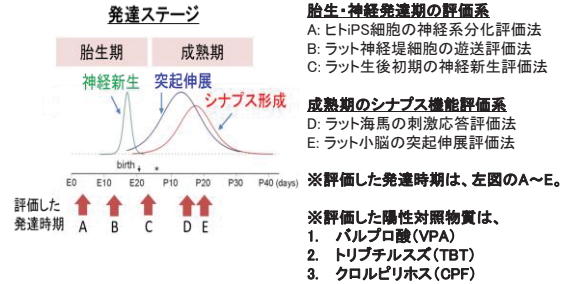 発達ステージ
胎生期
成熟期
神経新生
突起伸展
シナプス形成
birth
*
E0 E10 E20 P10 P20 P30 P40 (days)
評価した
発達時期
A B C D E
胎生・神経発達期の評価系
A: ヒトiPS細胞の神経系分化評価法
B: ラット神経堤細胞の遊送評価法
C: ラット生後初期の神経新生評価法
成熟期のシナプス機能評価系
D: ラット海馬の刺激応答評価法
E: ラット小脳の突起伸展評価法
※評価した発達時期は、左図のA～E。
※評価した陽性対照物質は、
1. バルプロ酸(VPA)
2. トリブチルスズ(TBT)
3. クロルピリホス(CPF)